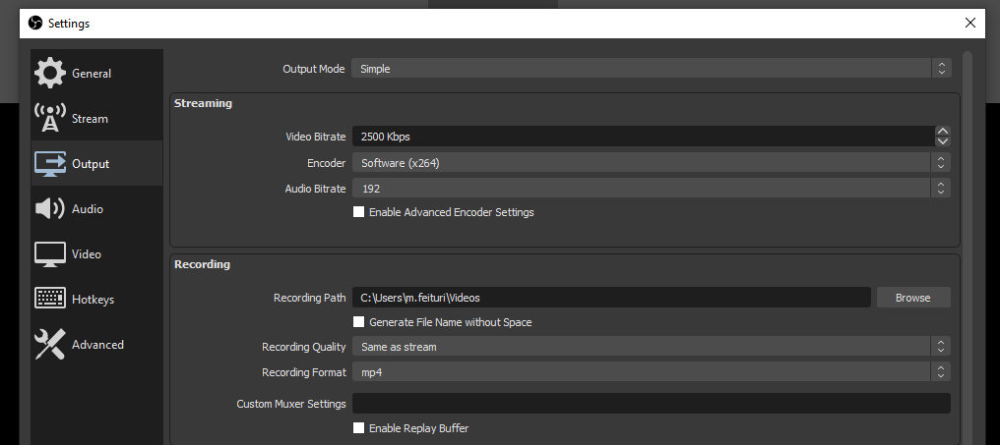 Settings
General
Stream
Output
Audio
Video
Hotkeys
Advanced
Output Mode Simple
Streaming
Video Bitrate 2500 Kbps
Encoder Software (x264)
Audio Bitrate 192
Enable Advanced Encoder Settings
Recording
Recording Path C:\Users\m.feituri\Videos Browse
Generate File Name without Space
Recording Quality Same as stream
Recording Format mp4
Custom Muxer Settings
Enable Replay Buffer